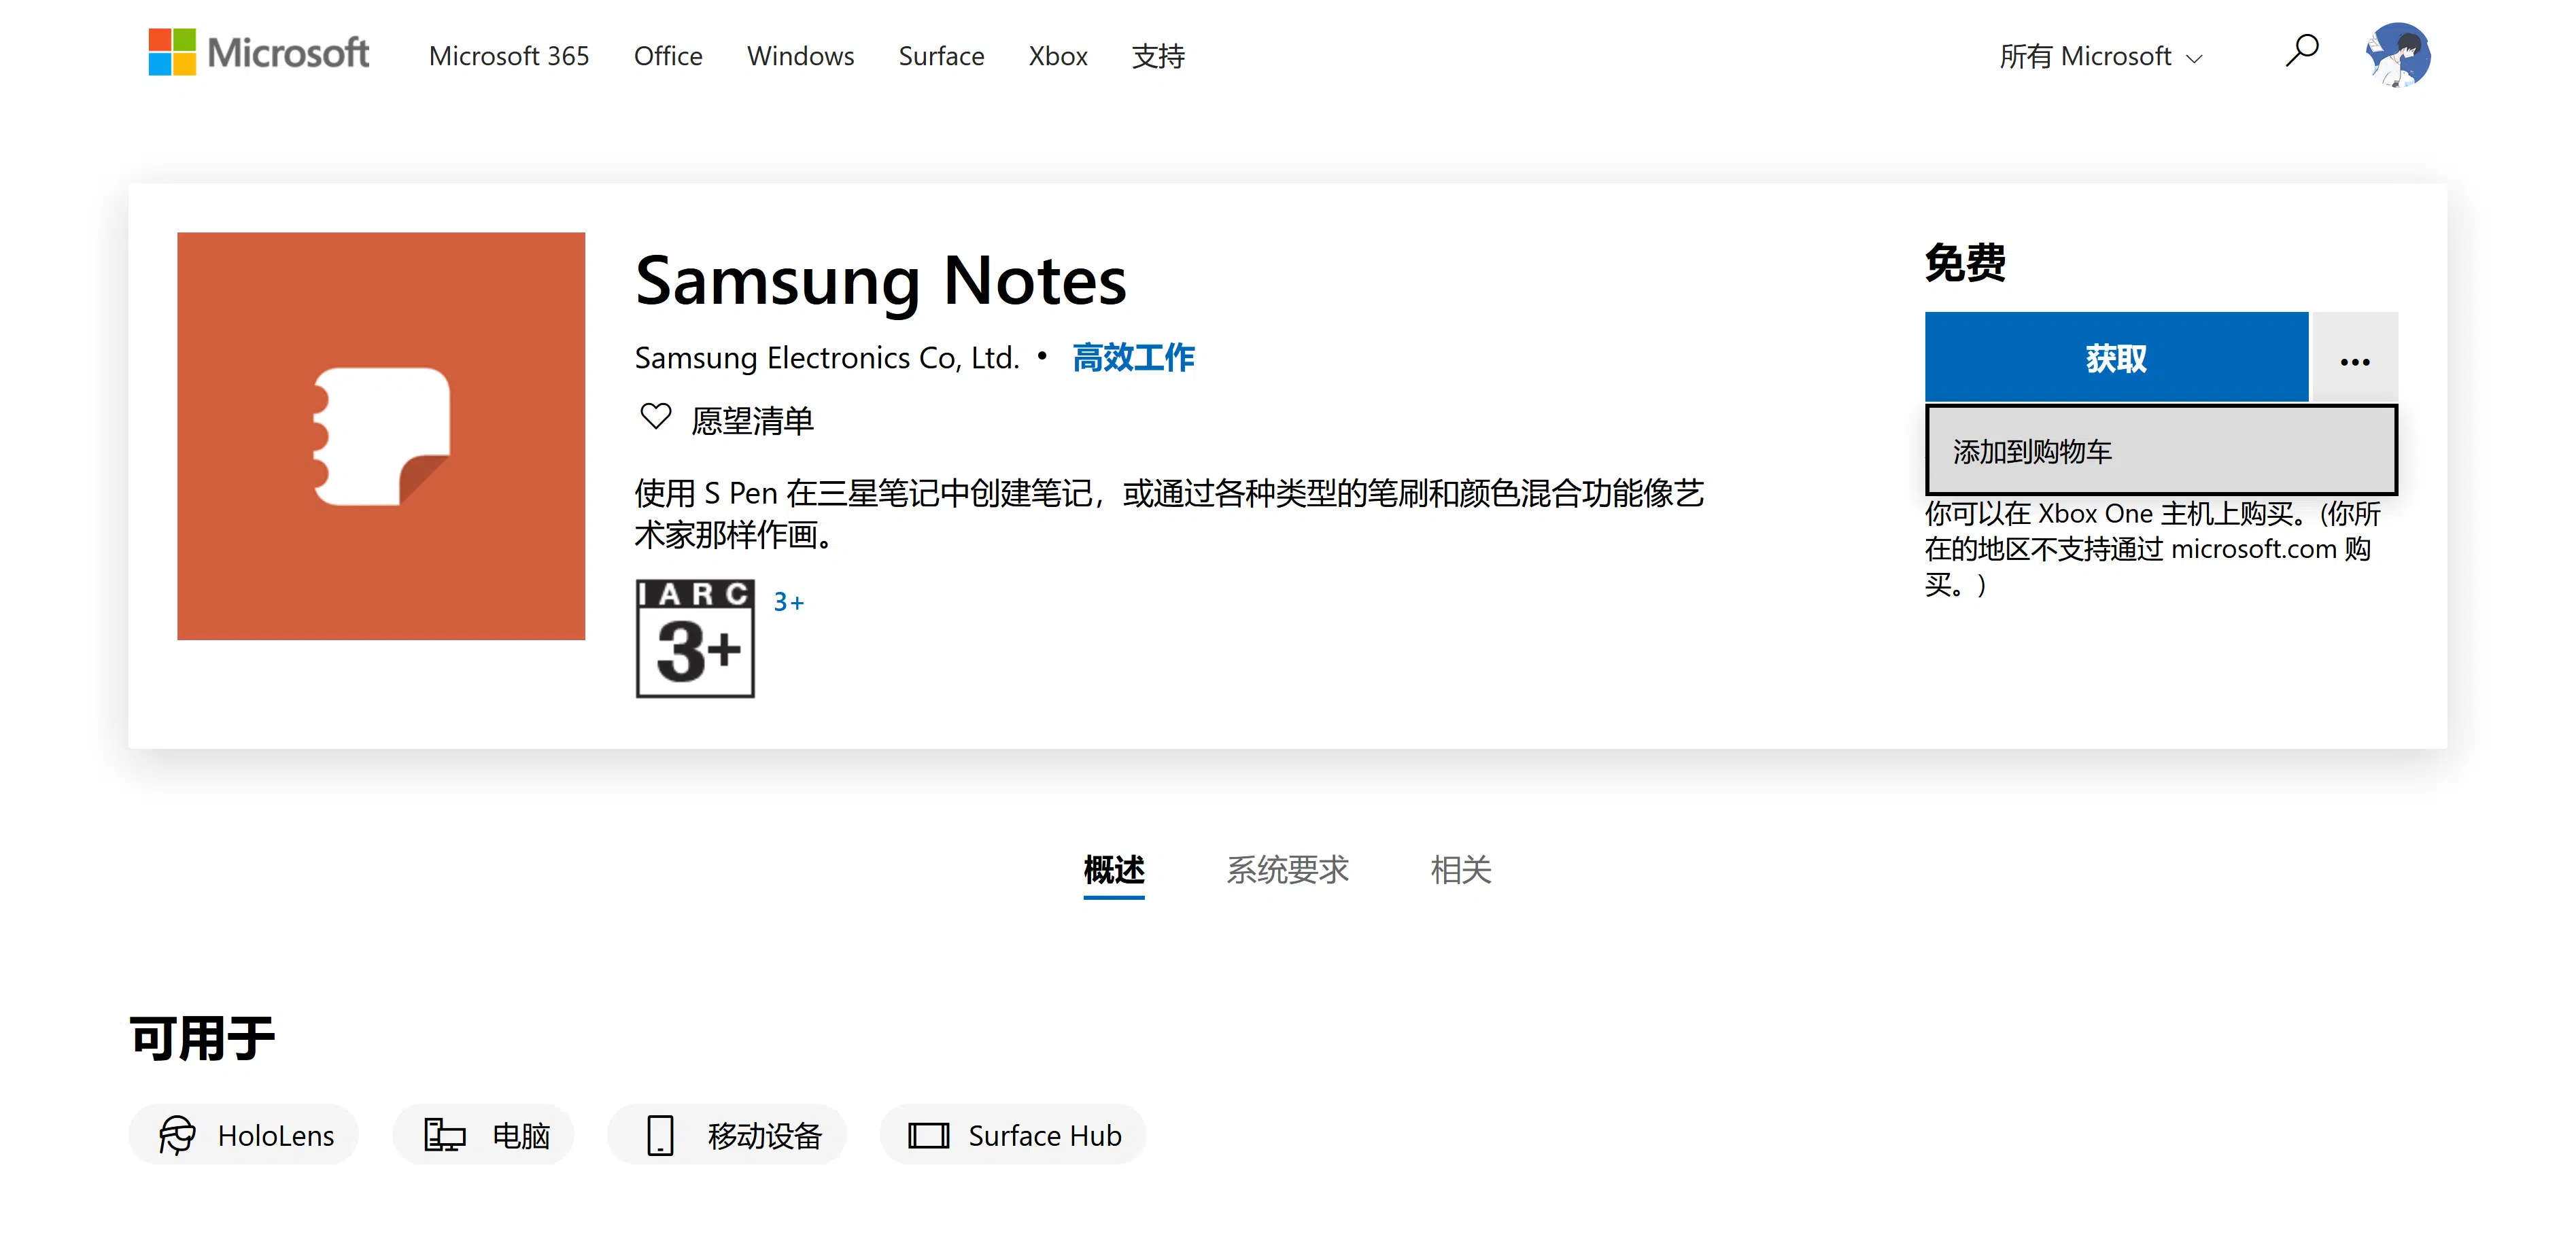 Microsoft
Microsoft 365
Office
Windows
Surface
Xbox
支持
所有 Microsoft
Samsung Notes
Samsung Electronics Co, Ltd. • 高效工作
愿望清单
使用 S Pen 在三星笔记中创建笔记，或通过各种类型的笔刷和颜色混合功能像艺
术家那样作画。
IARC
3+
3+
免费
获取
...
添加到购物车
你可以在 Xbox One 主机上购买。(你所
在的地区不支持通过 microsoft.com 购
买。)
概述
系统要求
相关
可用于
HoloLens
电脑
移动设备
Surface Hub